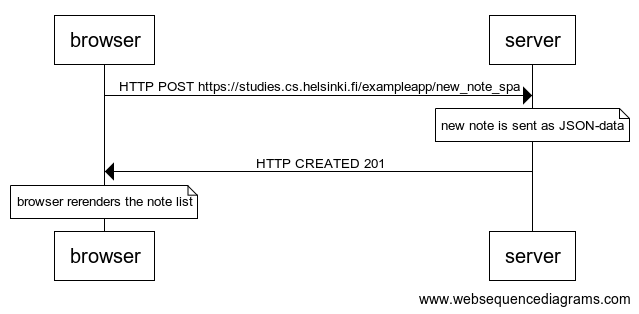 browser
server
HTTP POST https://studies.cs.helsinki.fi/exampleapp/new_note_spa
new note is sent as JSON-data
HTTP CREATED 201
browser rerenders the note list
browser
server
www.websequencediagrams.com